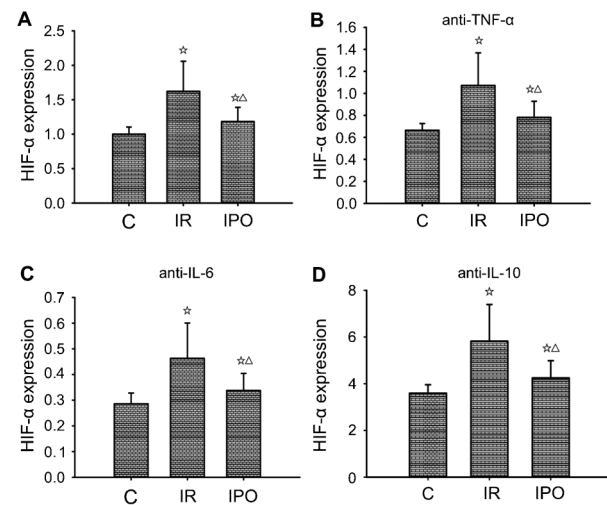 A
HIF-α expression
2.5
2.0
1.5
1.0
0.5
0.0
☆
☆△
C IR IPO
B
anti-TNF-α
HIF-α expression
1.6
1.4
1.2
1.0
0.8
0.6
0.4
0.2
0.0
☆
☆△
C IR IPO
C
anti-IL-6
HIF-α expression
0.7
0.6
0.5
0.4
0.3
0.2
0.1
0.0
☆
☆△
C IR IPO
D
anti-IL-10
HIF-α expression
8
6
4
2
0
☆
☆△
C IR IPO